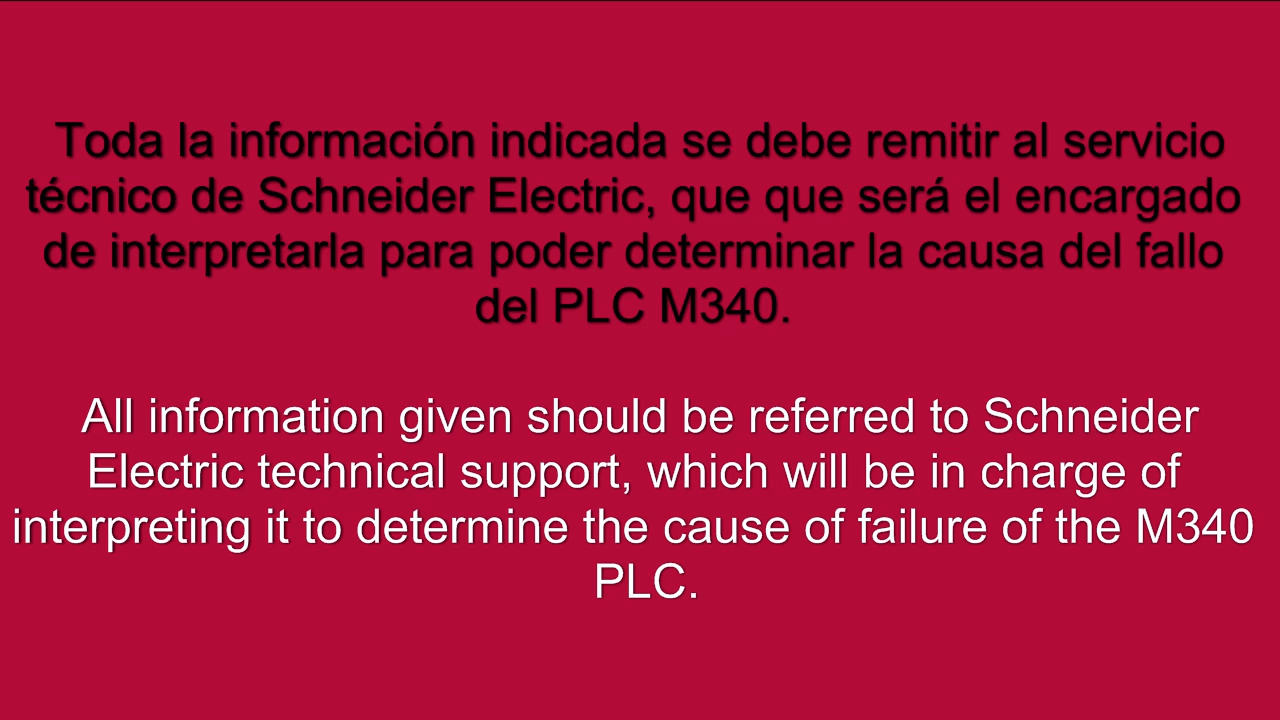 Toda la información indicada se debe remitir al servicio
técnico de Schneider Electric, que que será el encargado
de interpretarla para poder determinar la causa del fallo
del PLC M340.
All information given should be referred to Schneider
Electric technical support, which will be in charge of
interpreting it to determine the cause of failure of the M340
PLC.